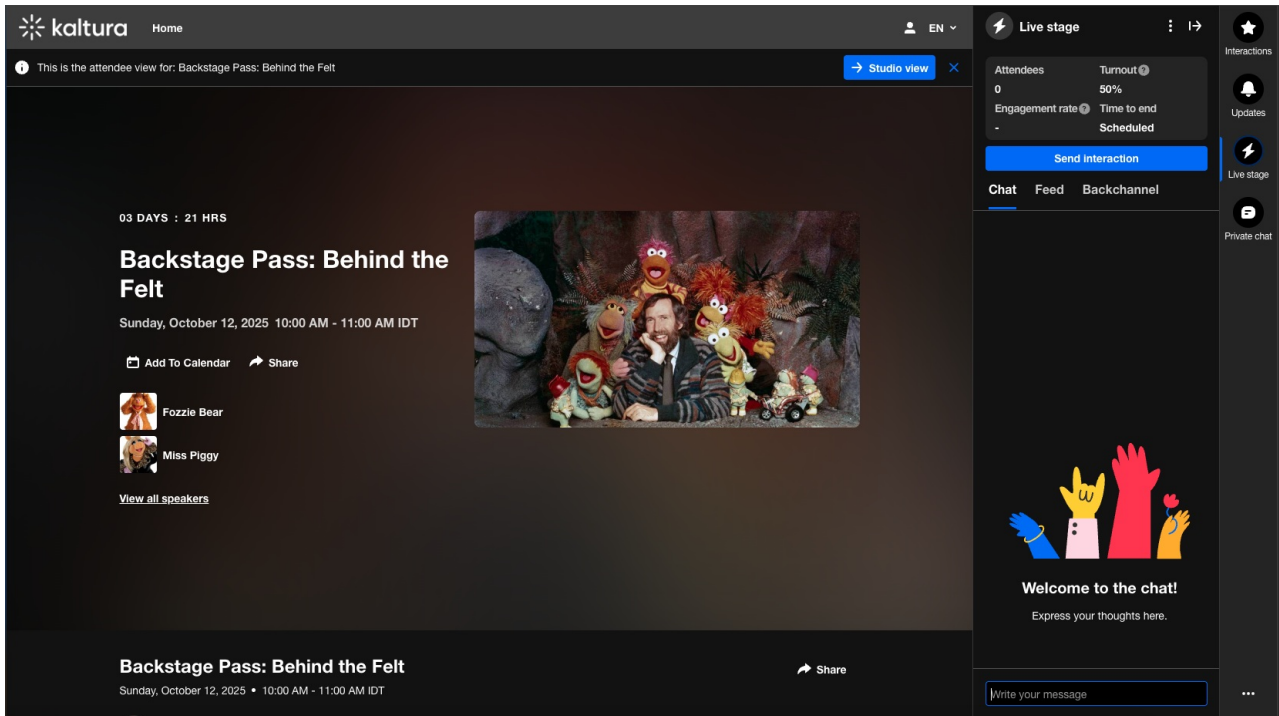 kaltura
Home
EN
This is the attendee view for: Backstage Pass: Behind the Felt
Studio view
03 DAYS : 21 HRS
Backstage Pass: Behind the
Felt
Sunday, October 12, 2025 10:00 AM - 11:00 AM IDT
Add To Calendar
Share
Fozzie Bear
Miss Piggy
View all speakers
Backstage Pass: Behind the Felt
Share
Sunday, October 12, 2025 • 10:00 AM - 11:00 AM IDT
Live stage
Attendees
Turnout
0
50%
Engagement rate
Time to end
-
Scheduled
Send interaction
Chat
Feed
Backchannel
Welcome to the chat!
Express your thoughts here.
Write your message
Interactions
Updates
Live stage
Private chat